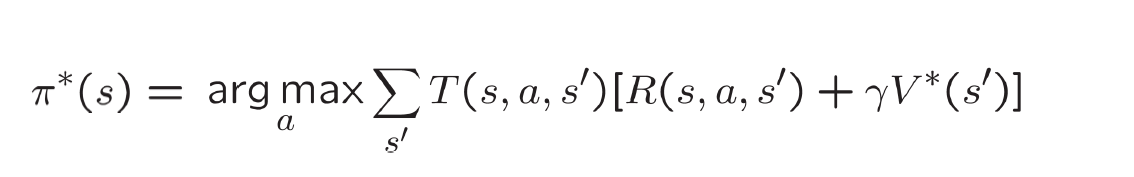 π*(s) = arg max_a ∑_{s′} T(s, a, s′)[R(s, a, s′) + γV*(s′)]